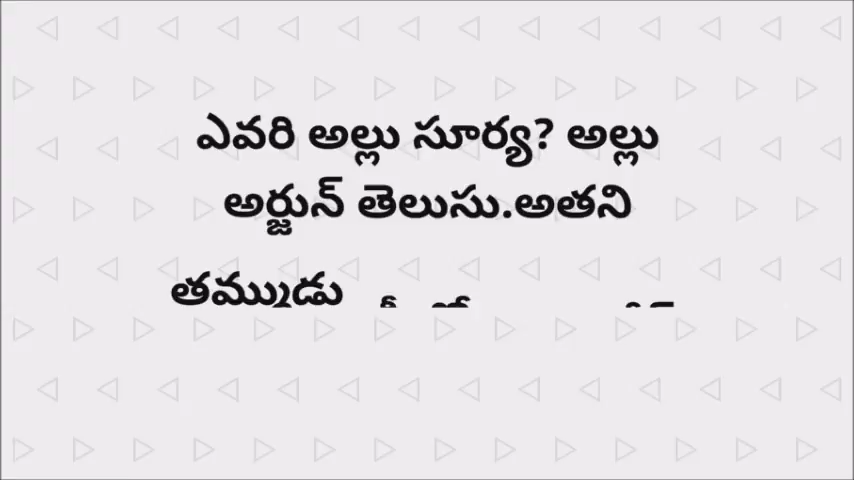 ఎవరి అల్లు సూర్య? అల్లు
అర్జున్ తెలుసు.అతని
తమ్ముడు